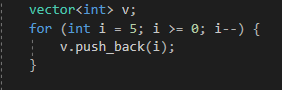 vector<int> v;
for (int i = 5; i >= 0; i--) {
    v.push_back(i);
}